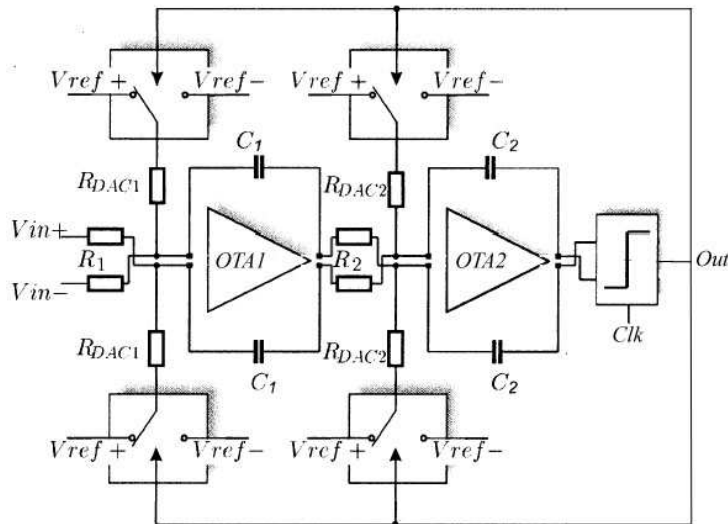 Vref+ Vref− Vref+ Vref−
C1 C2
RDAC1 RDAC2
Vin+
R1 OTA1 R2 OTA2
Vin−
Out
Clk
RDAC1 RDAC2
C1 C2
Vref+ Vref− Vref+ Vref−